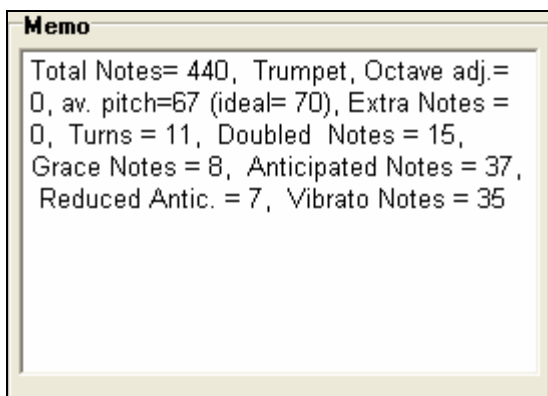 Memo
Total Notes= 440,  Trumpet, Octave adj.=
0, av. pitch=67 (ideal= 70), Extra Notes =
0,  Turns = 11,  Doubled  Notes = 15,
Grace Notes = 8,  Anticipated Notes = 37,
Reduced Antic. = 7,  Vibrato Notes = 35